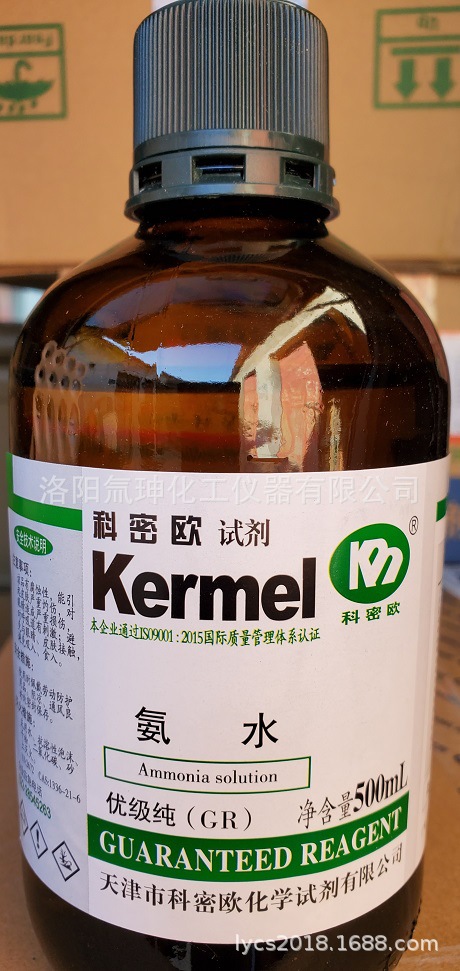 洛阳氚珅化工仪器有限公司
科密欧 试剂
Kermel
®
科密欧
本企业通过ISO9001:2015国际质量管理体系认证
氨 水
Ammonia solution
优级纯(GR)
净含量500mL
GUARANTEED REAGENT
天津市科密欧化学试剂有限公司
安全技术说明
CAS:1336-21-6
lycs2018.1688.com